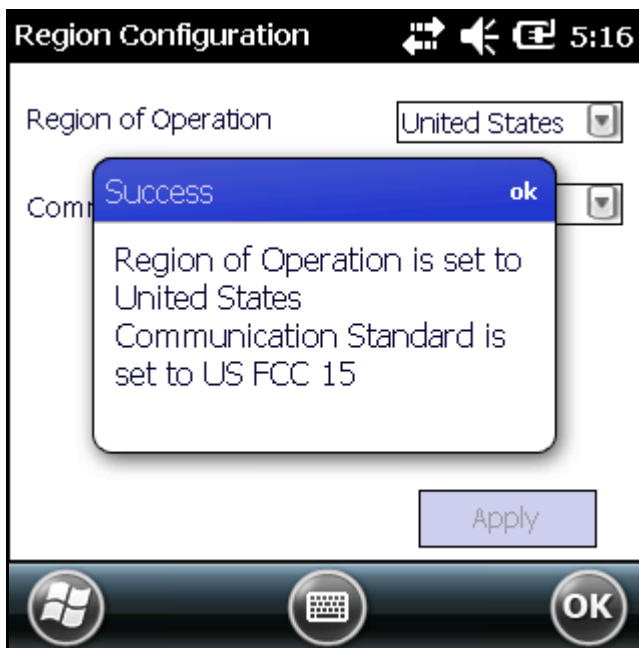 Region Configuration 5:16
Region of Operation United States
Success ok
Region of Operation is set to
United States
Communication Standard is
set to US FCC 15
Apply
OK